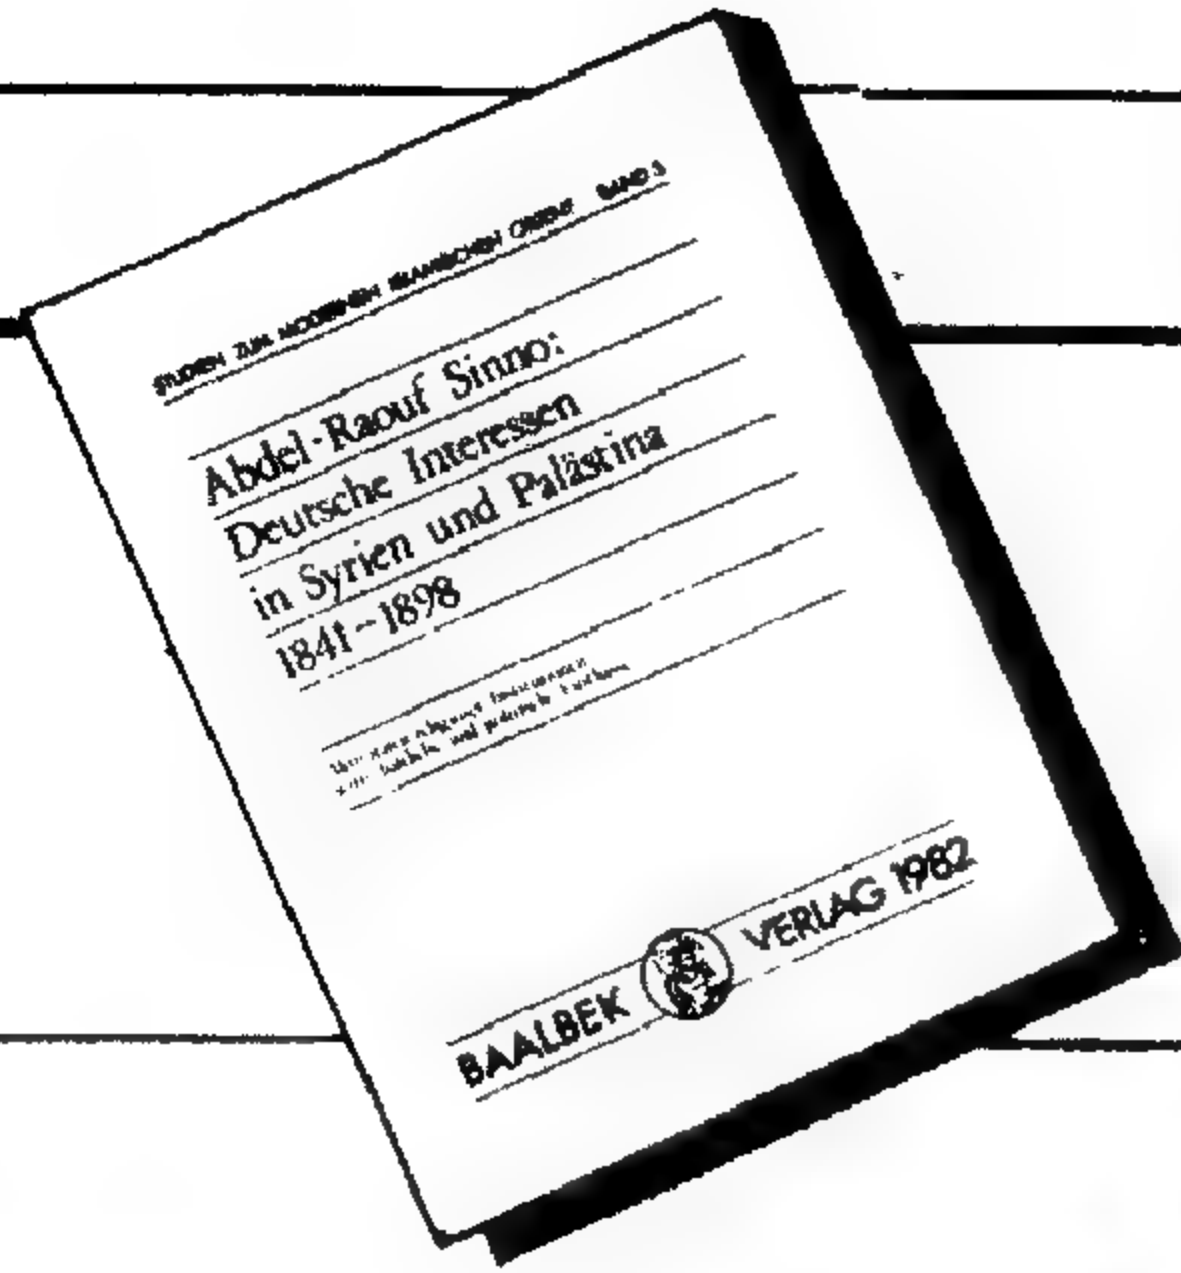 STUDIEN ZUM MODERNEN ISLAMISCHEN ORIENT BAND 3
Abdel-Raouf Sinno:
Deutsche Interessen
in Syrien und Palästina
1841-1898
und
BAALBEK VERLAG 1982